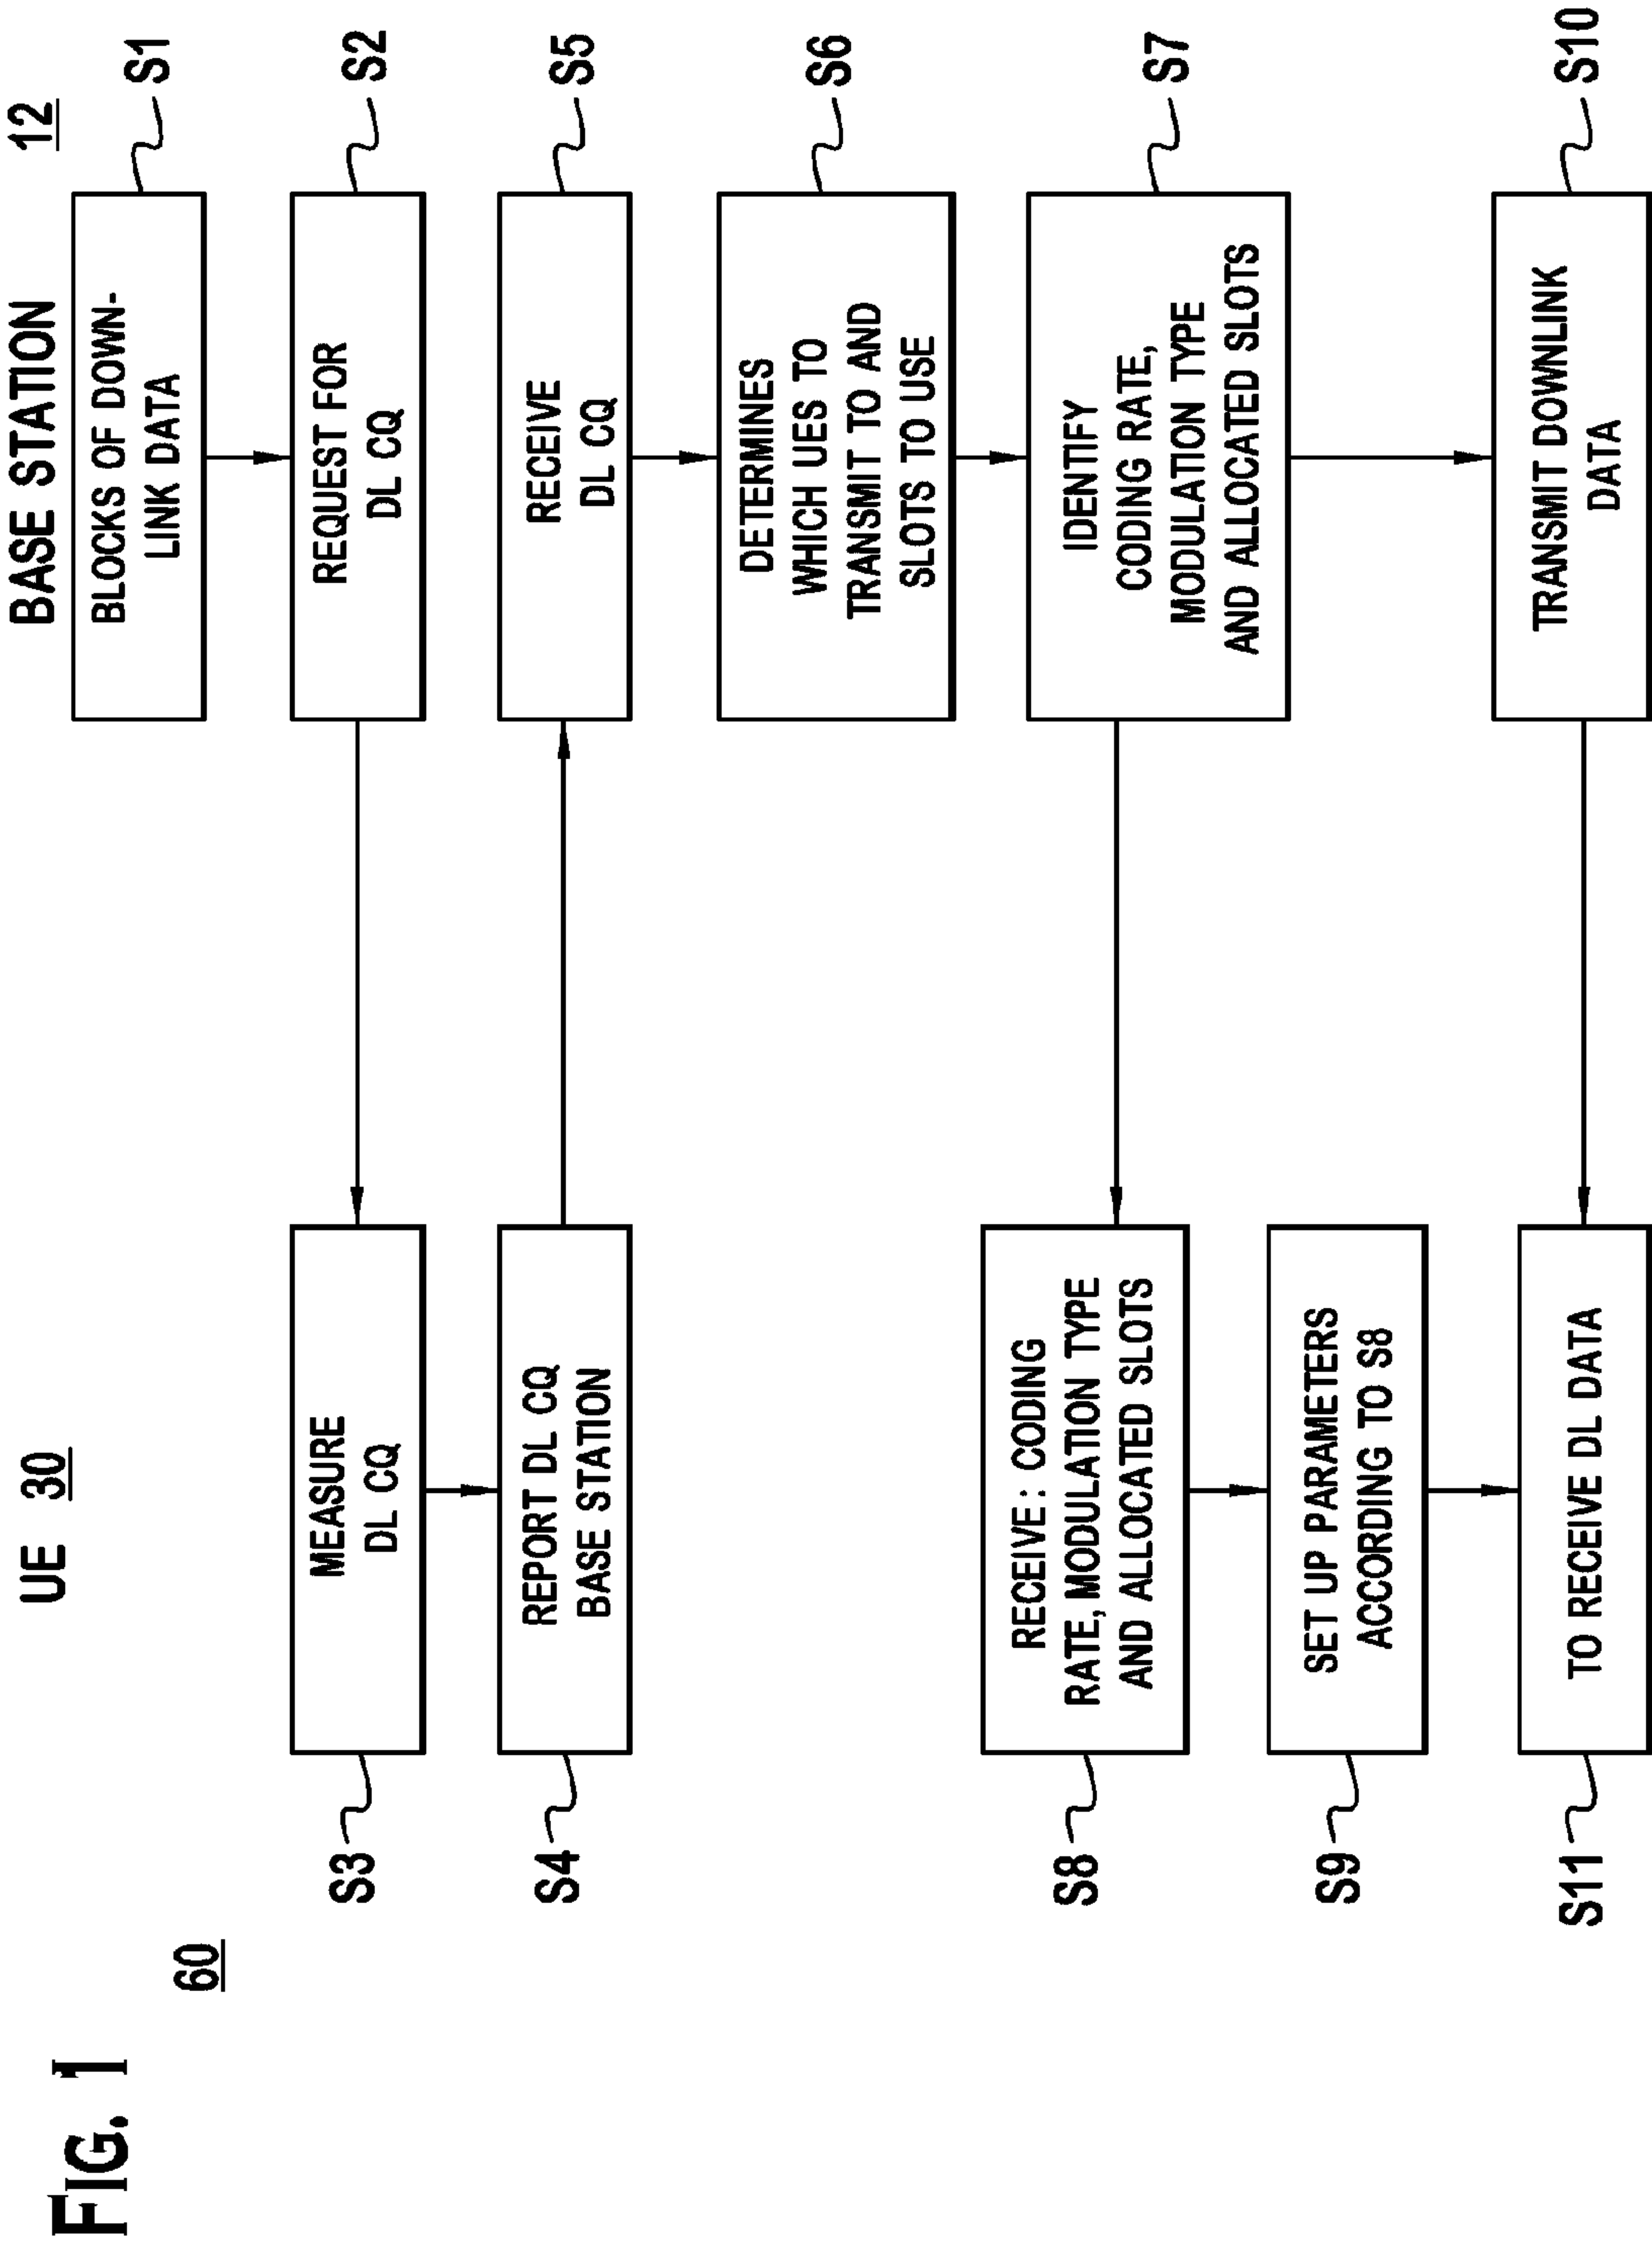 FIG. 1
60
UE 30
BASE STATION 12
BLOCKS OF DOWN-
LINK DATA
S1
S3
MEASURE
DL CQ
REQUEST FOR
DL CQ
S2
S4
REPORT DL CQ
BASE STATION
RECEIVE
DL CQ
S5
DETERMINES
WHICH UES TO
TRANSMIT TO AND
SLOTS TO USE
S6
S8
RECEIVE: CODING
RATE, MODULATION TYPE
AND ALLOCATED SLOTS
IDENTIFY
CODING RATE,
MODULATION TYPE
AND ALLOCATED SLOTS
S7
S9
SET UP PARAMETERS
ACCORDING TO S8
S11
TO RECEIVE DL DATA
TRANSMIT DOWNLINK
DATA
S10